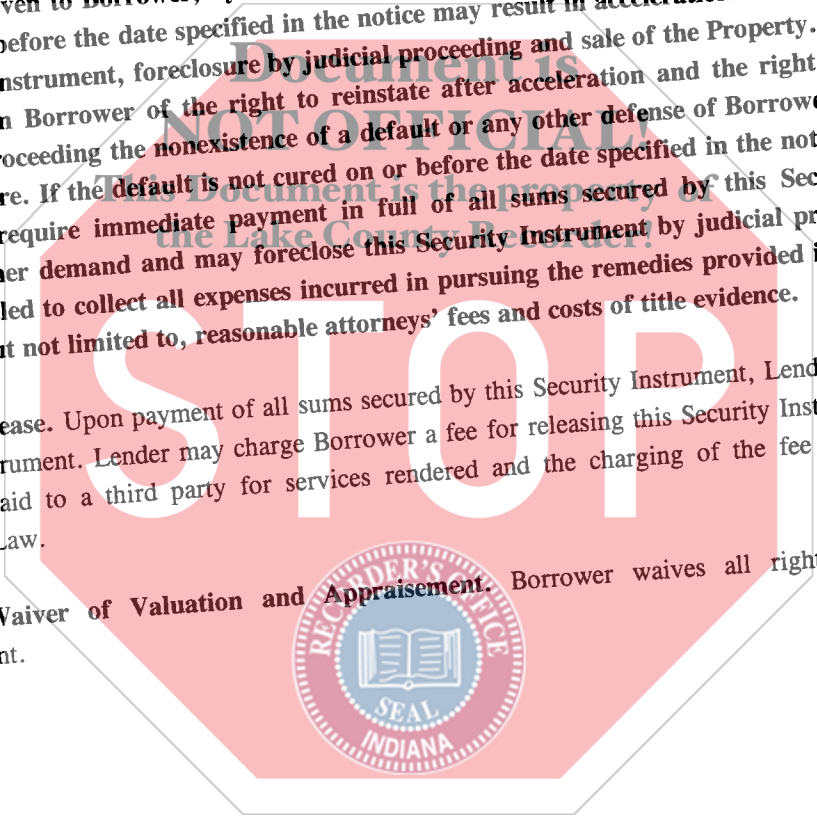 before the date specified in the notice may result in
nstrument, foreclosure by judicial proceeding and sale of the Property.
n Borrower of the right to reinstate after acceleration and the right
roceeding the nonexistence of a default or any other defense of Borrowe
re. If the default is not cured on or before the date specified in the not
require immediate payment in full of all sums secured by this Sec
her demand and may foreclose this Security Instrument by judicial pr
led to collect all expenses incurred in pursuing the remedies provided i
ut not limited to, reasonable attorneys' fees and costs of title evidence.
ease. Upon payment of all sums secured by this Security Instrument, Lend
rument. Lender may charge Borrower a fee for releasing this Security Inst
aid to a third party for services rendered and the charging of the fee
Law.
Waiver of Valuation and Appraisement. Borrower waives all right
nt.
Document is
NOT OFFICIAL!
This Document is the property of
the Lake County Recorder!
STOP
RECORDER'S OFFICE
SEAL
INDIANA